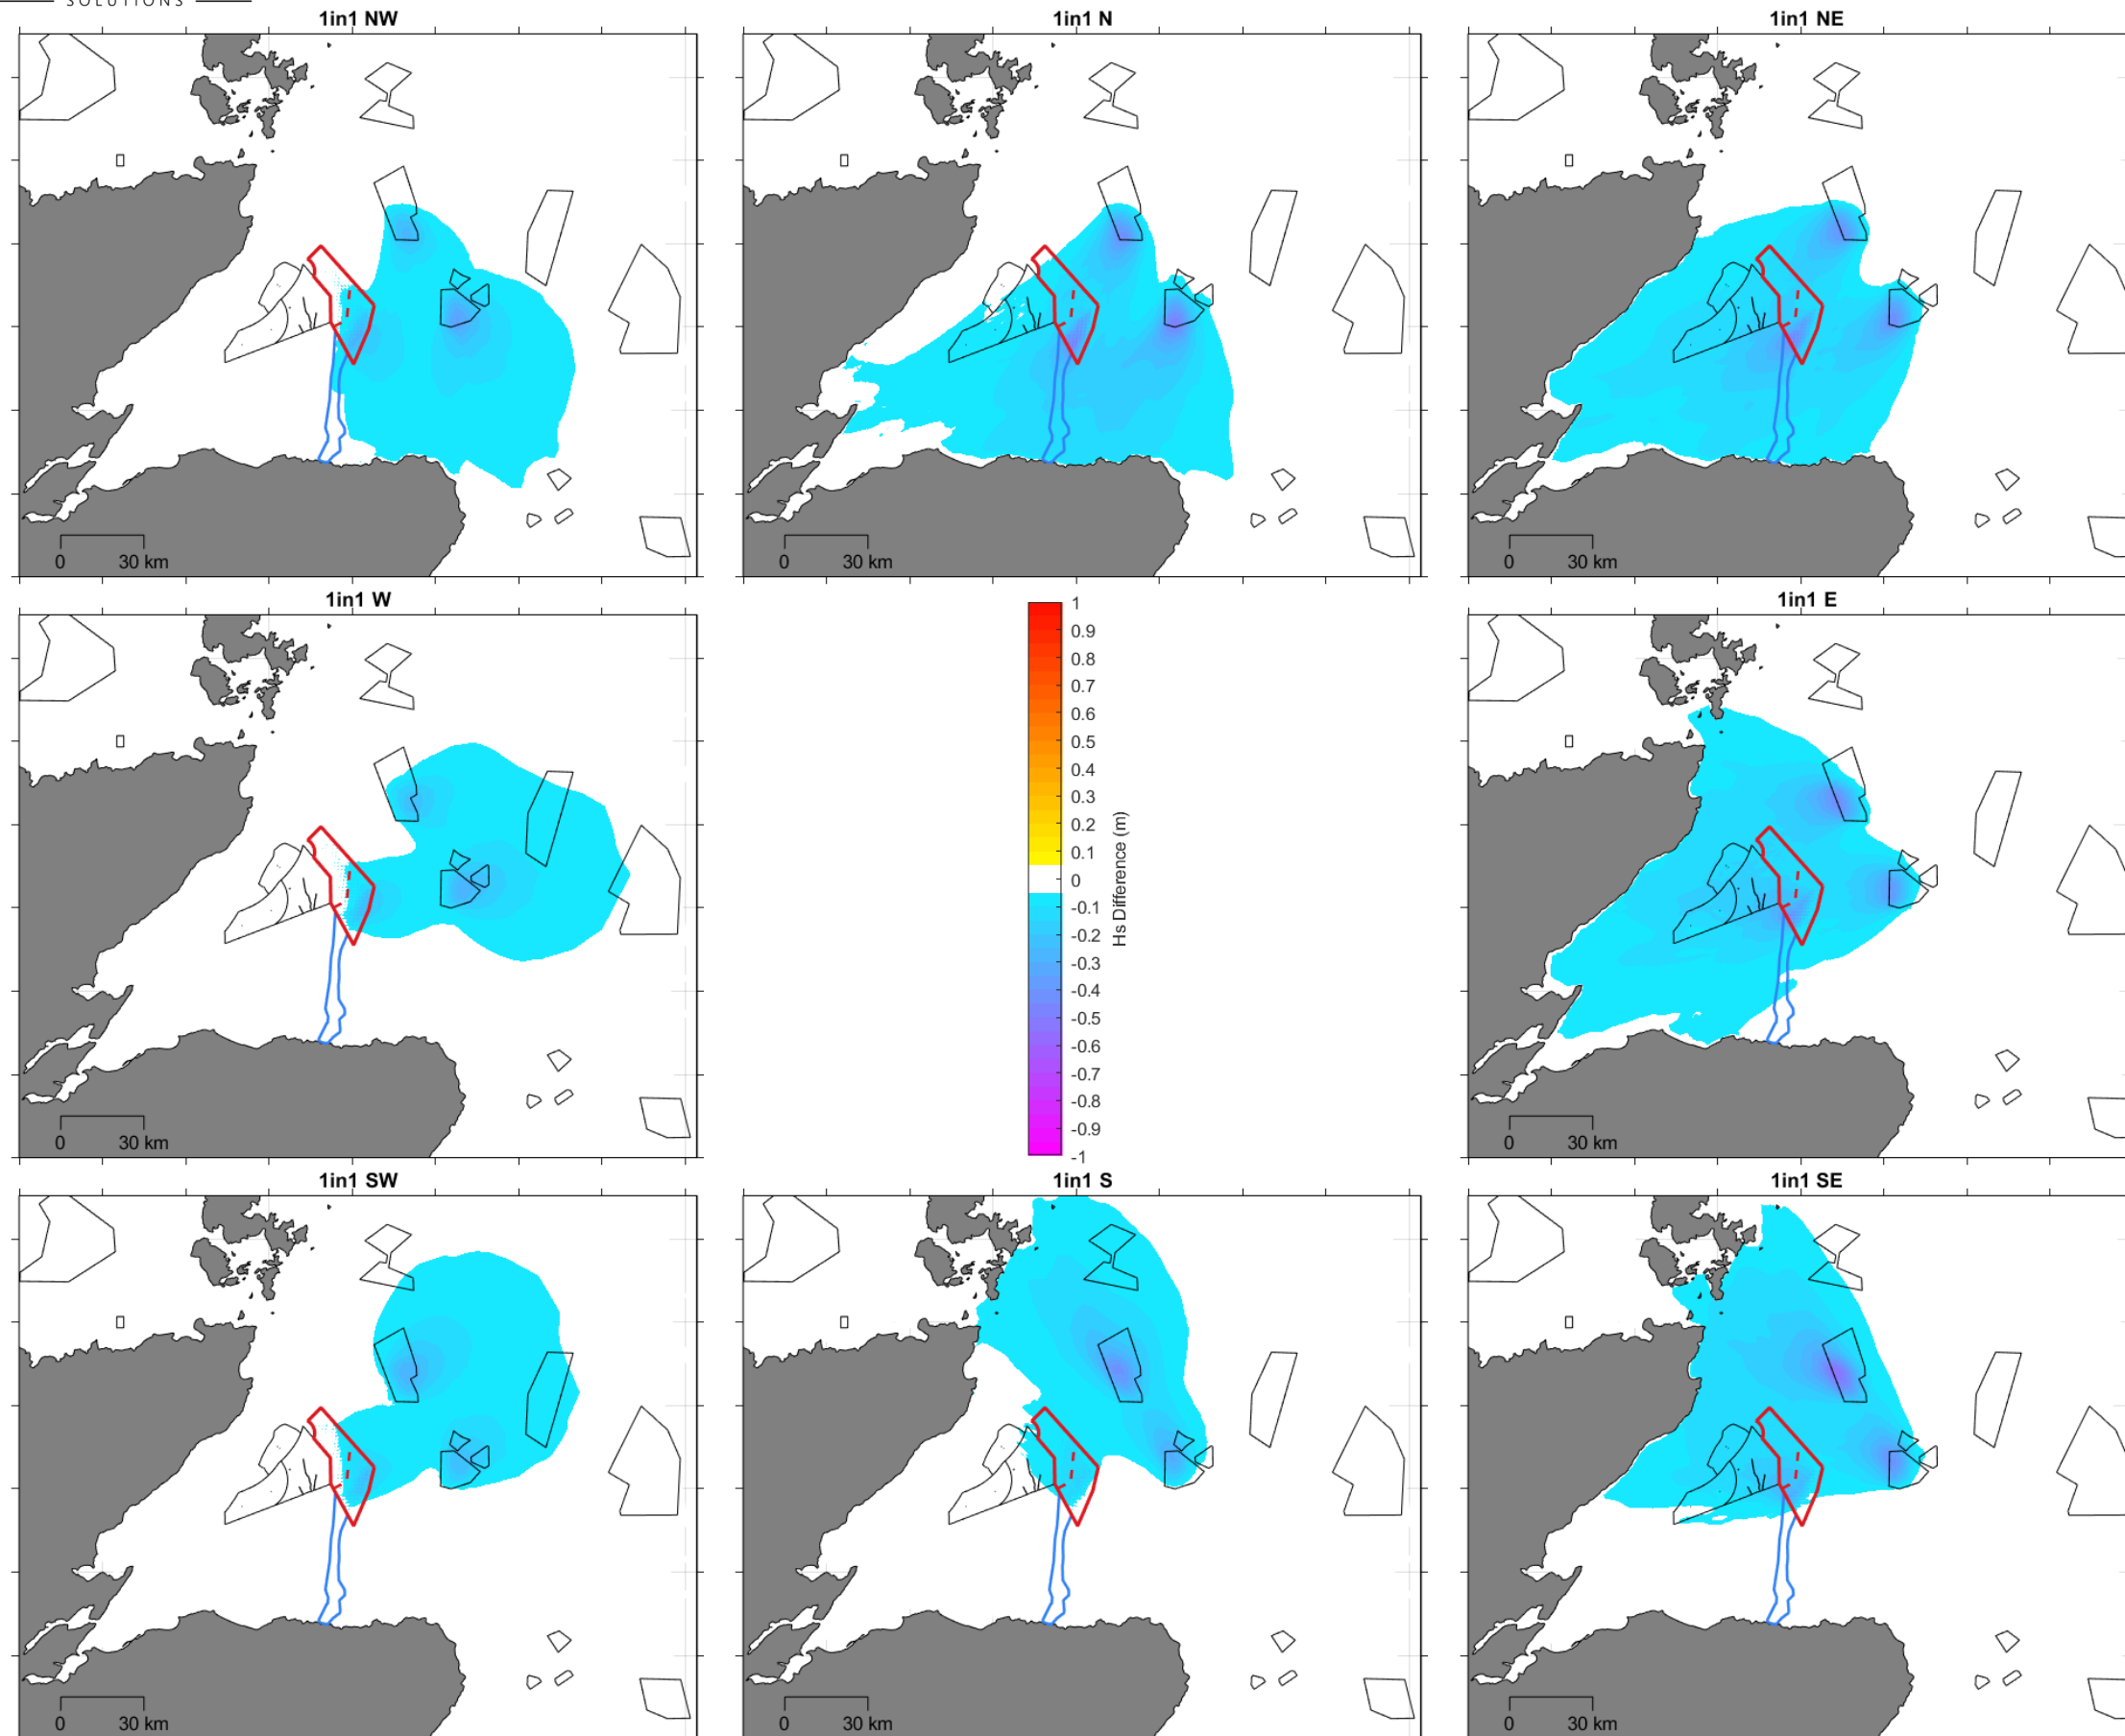 SOLUTIONS
1in1 NW
1in1 N
1in1 NE
0 30 km
0 30 km
0 30 km
1in1 W
1in1 E
1
0.9
0.8
0.7
0.6
0.5
0.4
0.3
0.2
0.1
0
-0.1
-0.2
-0.3
-0.4
-0.5
-0.6
-0.7
-0.8
-0.9
-1
Hs Difference (m)
0 30 km
0 30 km
1in1 SW
1in1 S
1in1 SE
0 30 km
0 30 km
0 30 km